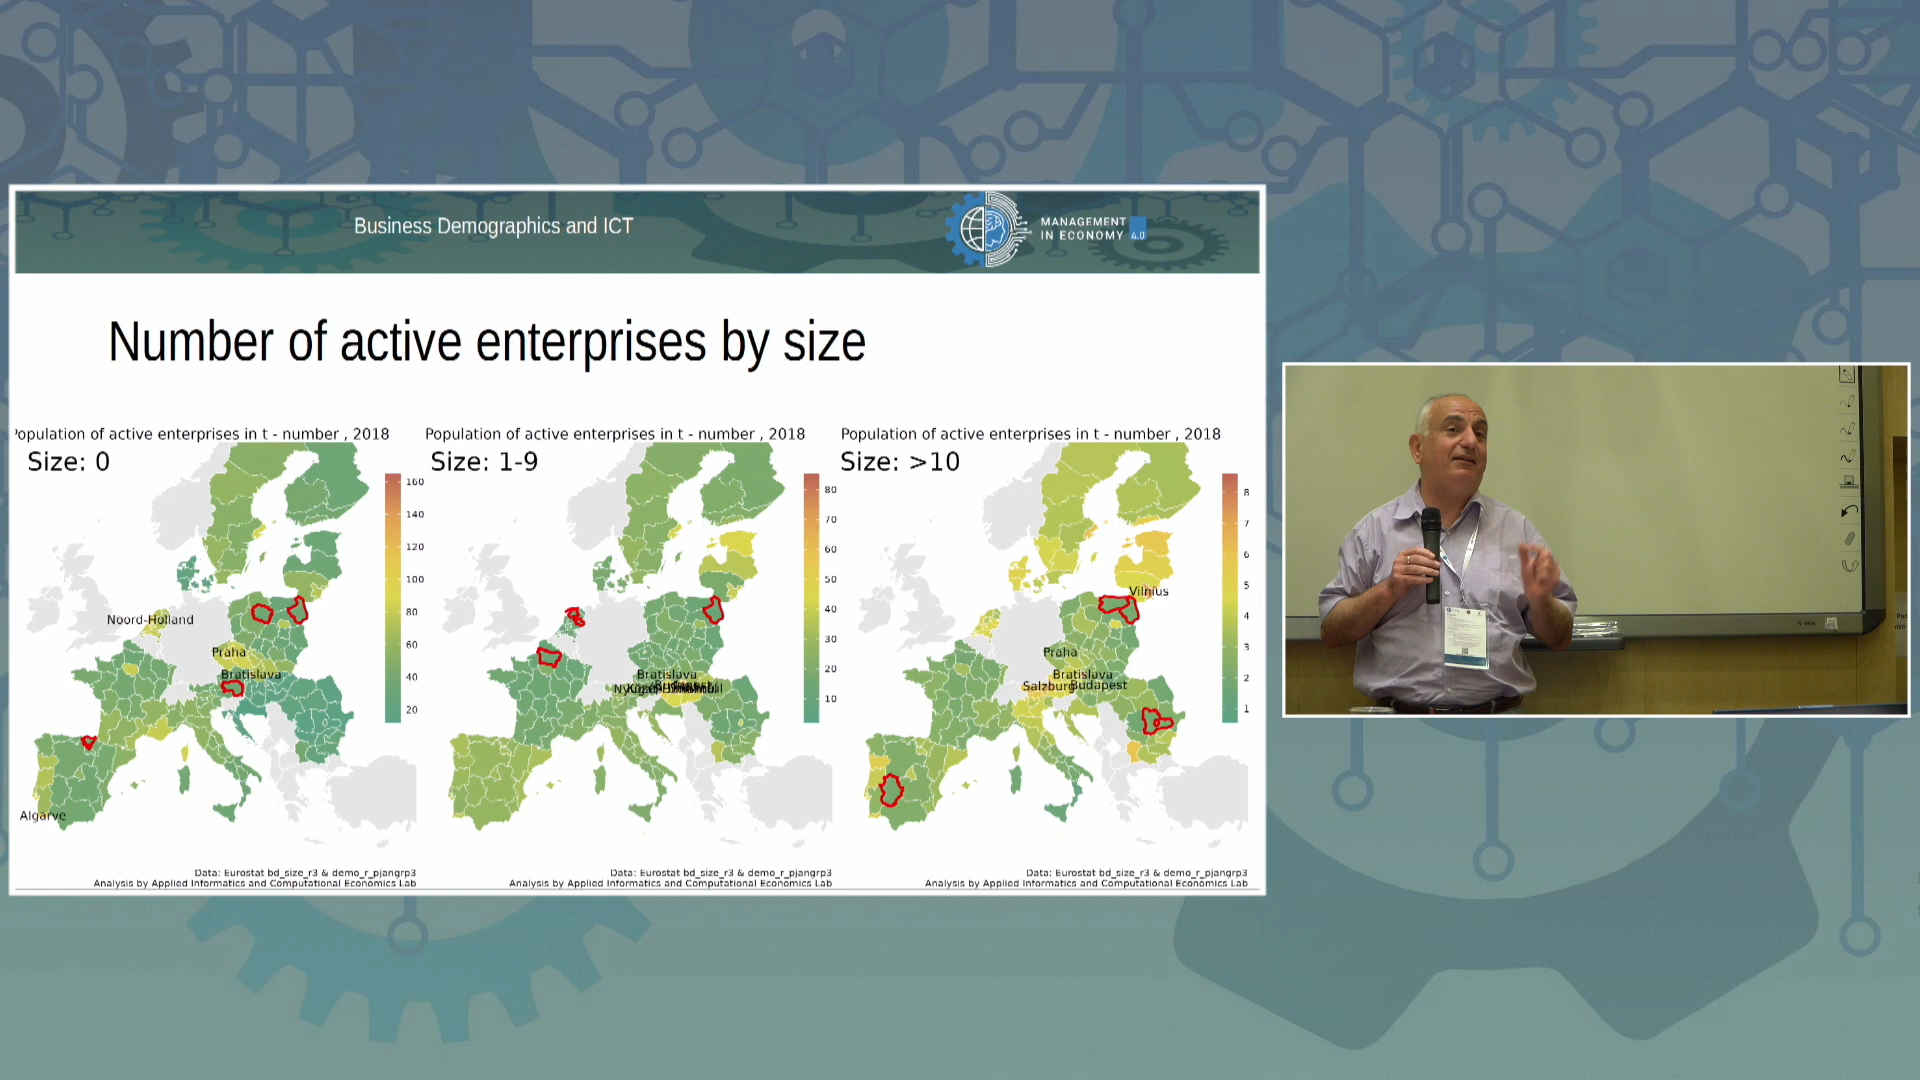 Business Demographics and ICT
MANAGEMENT
IN ECONOMY 4.0
Number of active enterprises by size
Population of active enterprises in t - number , 2018
Size: 0
160
140
120
100
80
60
40
20
Noord-Holland
Praha
Bratislava
Algarve
Data: Eurostat bd_size_r3 & demo_r_pjangrp3
Analysis by Applied Informatics and Computational Economics Lab
Population of active enterprises in t - number , 2018
Size: 1-9
80
70
60
50
40
30
20
10
Bratislava
Data: Eurostat bd_size_r3 & demo_r_pjangrp3
Analysis by Applied Informatics and Computational Economics Lab
Population of active enterprises in t - number , 2018
Size: >10
8
7
6
5
4
3
2
1
Vilnius
Praha
Bratislava
Salzburg
Budapest
Data: Eurostat bd_size_r3 & demo_r_pjangrp3
Analysis by Applied Informatics and Computational Economics Lab